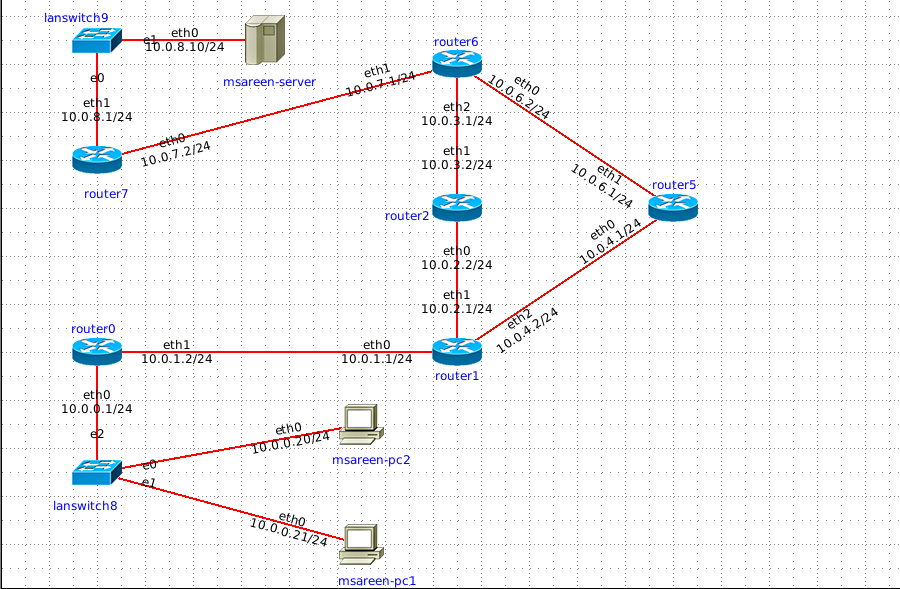 lanswitch9
eth0
e1
10.0.8.10/24
msareen-server
router6
e0
eth1
10.0.7.1/24
eth0
10.0.6.2/24
eth1
10.0.8.1/24
eth2
10.0.3.1/24
eth0
10.0.7.2/24
eth1
10.0.3.2/24
eth1
10.0.6.1/24
router7
router5
router2
eth0
10.0.4.1/24
eth0
10.0.2.2/24
eth1
10.0.2.1/24
eth2
10.0.4.2/24
router0
eth1
10.0.1.2/24
eth0
10.0.1.1/24
router1
eth0
10.0.0.1/24
e2
eth0
10.0.0.20/24
msareen-pc2
e0
e1
lanswitch8
eth0
10.0.0.21/24
msareen-pc1